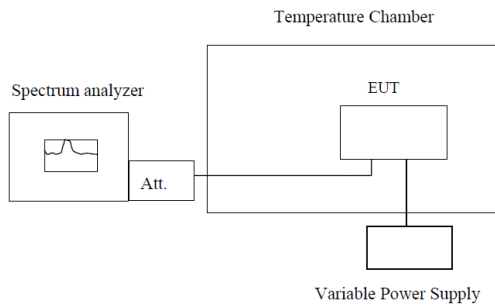 Temperature Chamber
Spectrum analyzer
EUT
Att.
Variable Power Supply